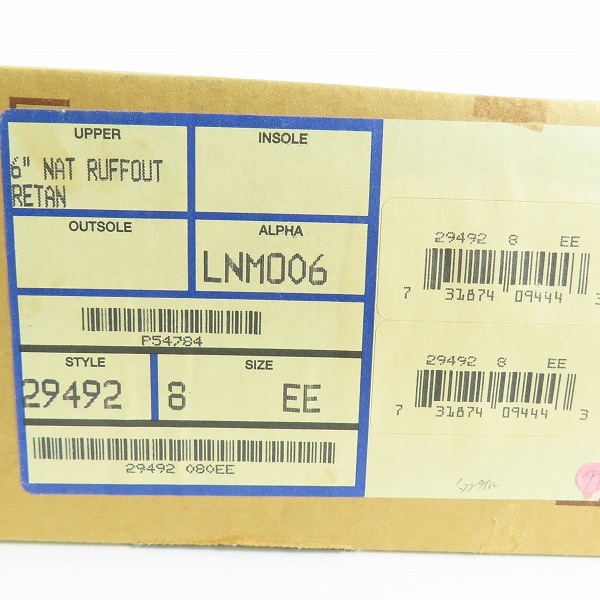 UPPER
INSOLE
6" NAT RUFFOUT
RETAN
OUTSOLE
ALPHA
LNM006
P54784
STYLE
SIZE
29492
8 EE
29492 080EE
29492 8 EE
7 31874 09444 3
29492 8 EE
7 31874 09444 3